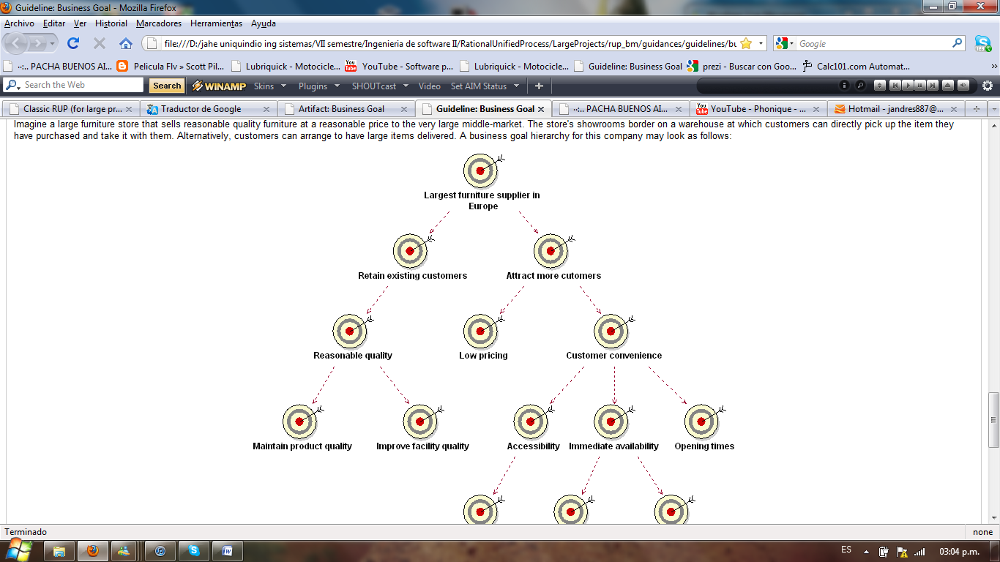 Guideline: Business Goal - Mozilla Firefox
Archivo Editar Ver Historial Marcadores Herramientas Ayuda
file:///D:/jahe uniquindio ing sistemas/VII semestre/Ingenieria de software II/RationalUnifiedProcess/LargeProjects/rup_bm/guidances/guidelines/bu Google
··:.. PACHA BUENOS AI... Pelicula Flv » Scott Pil... Lubriquick - Motocicle... YouTube - Software p... Lubriquick - Motocicle... Guideline: Business Goal prezi - Buscar con Goo... Calc101.com Automat... »
Search the Web Search WINAMP Skins Plugins SHOUTcast Video Set AIM Status
Classic RUP (for large pr... Traductor de Google Artifact: Business Goal Guideline: Business Goal ··:.. PACHA BUENOS AI... YouTube - Phonique - ... Hotmail - jandres887@...
Imagine a large furniture store that sells reasonable quality furniture at a reasonable price to the very large middle-market. The store's showrooms border on a warehouse at which customers can directly pick up the item they
have purchased and take it with them. Alternatively, customers can arrange to have large items delivered. A business goal hierarchy for this company may look as follows:
Largest furniture supplier in
Europe
Retain existing customers Attract more cutomers
Reasonable quality Low pricing Customer convenience
Maintain product quality Improve facility quality Accessibility Immediate availability Opening times
Terminado none
ES 03:04 p.m.